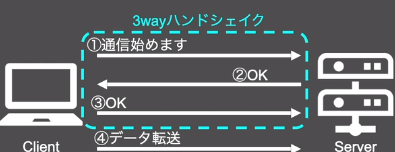 3wayハンドシェイク
①通信始めます
②OK
③OK
④データ転送
Client
Server